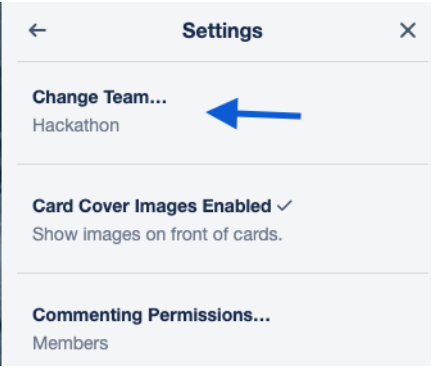 Settings
Change Team...
Hackathon
Card Cover Images Enabled ✓
Show images on front of cards.
Commenting Permissions...
Members